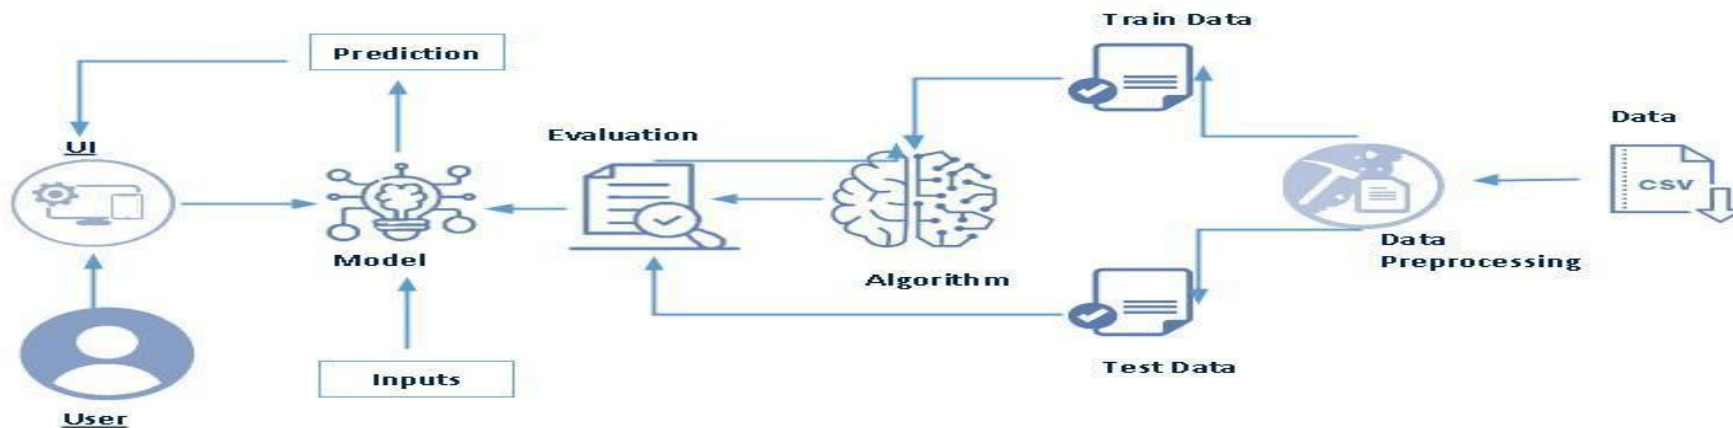 Train Data
Prediction
Data
Evaluation
UI
CSV
Data
Preprocessing
Model
Algorithm
Test Data
Inputs
User